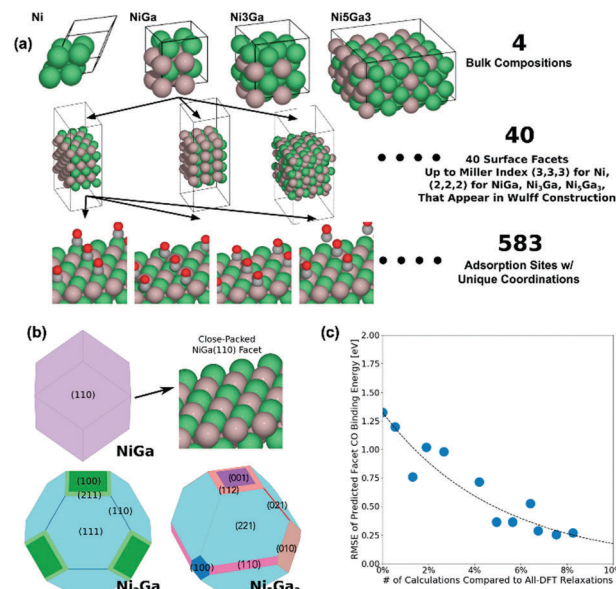 (a)
Ni NiGa Ni3Ga Ni5Ga3
4
Bulk Compositions
40
40 Surface Facets
Up to Miller Index (3,3,3) for Ni,
(2,2,2) for NiGa, Ni₃Ga, Ni₅Ga₃,
That Appear in Wulff Construction
583
Adsorption Sites w/
Unique Coordinations
(b)
(110)
NiGa
Close-Packed
NiGa(110) Facet
(100)
(211)
(110)
(111)
(001)
(112)
(021)
(221)
(010)
(100)
(110)
(c)
RMSE of Predicted Facet CO Binding Energy [eV]
2.00
1.75
1.50
1.25
1.00
0.75
0.50
0.25
0.00
0% 2% 4% 6% 8% 10%
# of Calculations Compared to All-DFT Relaxations